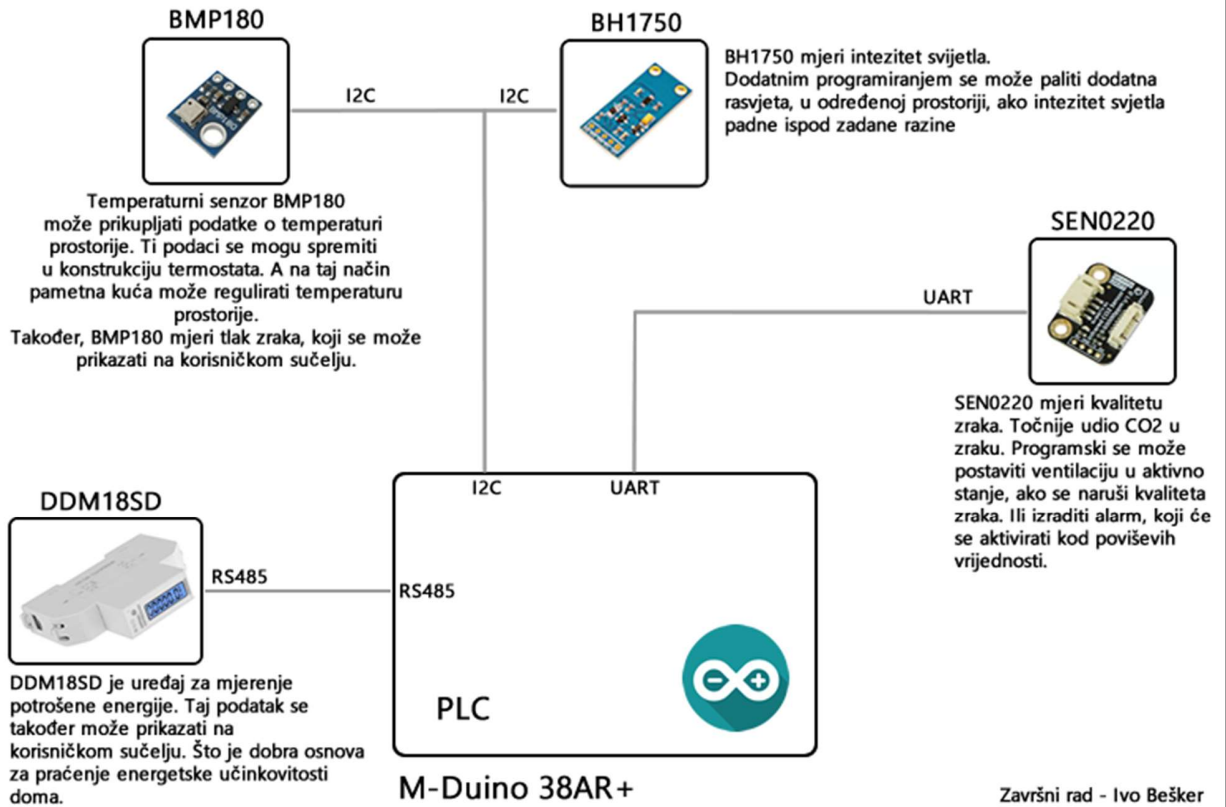 BMP180
I2C
I2C
BH1750
BH1750 mjeri intezitet svijetla.
Dodatnim programiranjem se može paliti dodatna
rasvjeta, u određenoj prostoriji, ako intezitet svjetla
padne ispod zadane razine
Temperaturni senzor BMP180
može prikupljati podatke o temperaturi
prostorije. Ti podaci se mogu spremiti
u konstrukciju termostata. A na taj način
pametna kuća može regulirati temperaturu
prostorije.
Također, BMP180 mjeri tlak zraka, koji se može
prikazati na korisničkom sučelju.
SEN0220
UART
SEN0220 mjeri kvalitetu
zraka. Točnije udio CO2 u
zraku. Programski se može
postaviti ventilaciju u aktivno
stanje, ako se naruši kvaliteta
zraka. Ili izraditi alarm, koji će
se aktivirati kod poviševih
vrijednosti.
DDM18SD
RS485
DDM18SD je uređaj za mjerenje
potrošene energije. Taj podatak se
također može prikazati na
korisničkom sučelju. Što je dobra osnova
za praćenje energetske učinkovitosti
doma.
I2C
UART
RS485
PLC
M-Duino 38AR+
Završni rad - Ivo Bešker